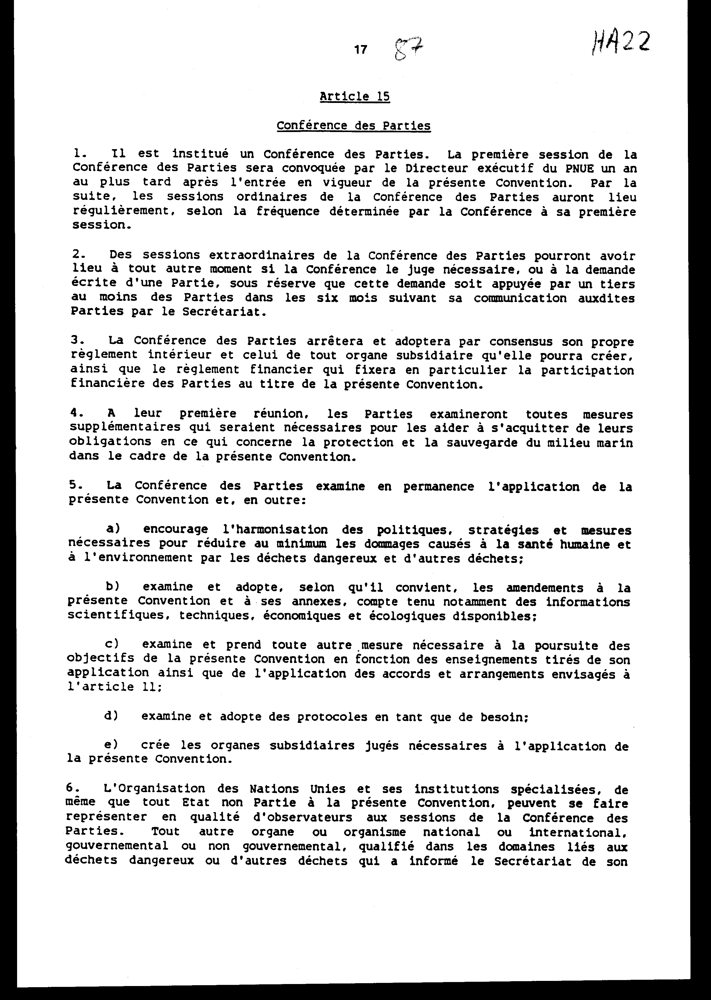 17 87 HA22
Article 15
Conférence des Parties
1. Il est institué un Conférence des Parties. La première session de la
Conférence des Parties sera convoquée par le Directeur exécutif du PNUE un an
au plus tard après l'entrée en vigueur de la présente Convention. Par la
suite, les sessions ordinaires de la Conférence des Parties auront lieu
régulièrement, selon la fréquence déterminée par la Conférence à sa première
session.
2. Des sessions extraordinaires de la Conférence des Parties pourront avoir
lieu à tout autre moment si la Conférence le juge nécessaire, ou à la demande
écrite d'une Partie, sous réserve que cette demande soit appuyée par un tiers
au moins des Parties dans les six mois suivant sa communication auxdites
Parties par le Secrétariat.
3. La Conférence des Parties arrêtera et adoptera par consensus son propre
règlement intérieur et celui de tout organe subsidiaire qu'elle pourra créer,
ainsi que le règlement financier qui fixera en particulier la participation
financière des Parties au titre de la présente Convention.
4. A leur première réunion, les Parties examineront toutes mesures
supplémentaires qui seraient nécessaires pour les aider à s'acquitter de leurs
obligations en ce qui concerne la protection et la sauvegarde du milieu marin
dans le cadre de la présente Convention.
5. La Conférence des Parties examine en permanence l'application de la
présente Convention et, en outre:
a) encourage l'harmonisation des politiques, stratégies et mesures
nécessaires pour réduire au minimum les dommages causés à la santé humaine et
à l'environnement par les déchets dangereux et d'autres déchets;
b) examine et adopte, selon qu'il convient, les amendements à la
présente Convention et à ses annexes, compte tenu notamment des informations
scientifiques, techniques, économiques et écologiques disponibles;
c) examine et prend toute autre mesure nécessaire à la poursuite des
objectifs de la présente Convention en fonction des enseignements tirés de son
application ainsi que de l'application des accords et arrangements envisagés à
l'article 11;
d) examine et adopte des protocoles en tant que de besoin;
e) crée les organes subsidiaires jugés nécessaires à l'application de
la présente Convention.
6. L'Organisation des Nations Unies et ses institutions spécialisées, de
même que tout Etat non Partie à la présente Convention, peuvent se faire
représenter en qualité d'observateurs aux sessions de la Conférence des
Parties. Tout autre organe ou organisme national ou international,
gouvernemental ou non gouvernemental, qualifié dans les domaines liés aux
déchets dangereux ou d'autres déchets qui a informé le Secrétariat de son